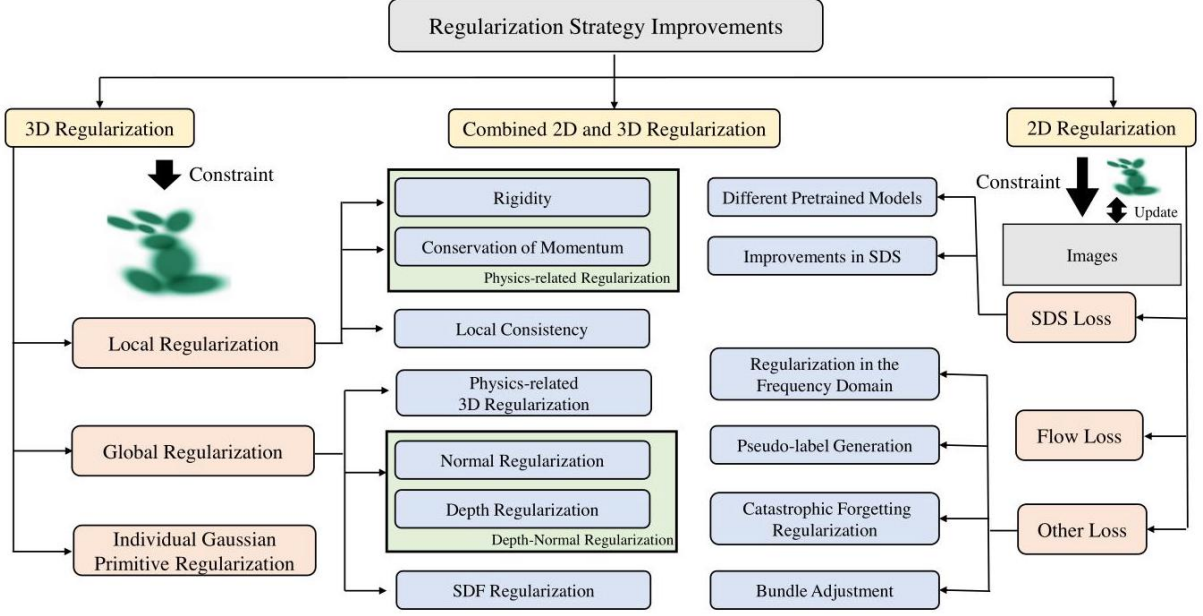 Regularization Strategy Improvements
3D Regularization
Combined 2D and 3D Regularization
2D Regularization
Constraint
Rigidity
Conservation of Momentum
Physics-related Regularization
Local Consistency
Local Regularization
Physics-related
3D Regularization
Global Regularization
Normal Regularization
Depth Regularization
Depth-Normal Regularization
Individual Gaussian
Primitive Regularization
SDF Regularization
Different Pretrained Models
Improvements in SDS
Constraint
Update
Images
SDS Loss
Regularization in the
Frequency Domain
Pseudo-label Generation
Flow Loss
Catastrophic Forgetting
Regularization
Other Loss
Bundle Adjustment